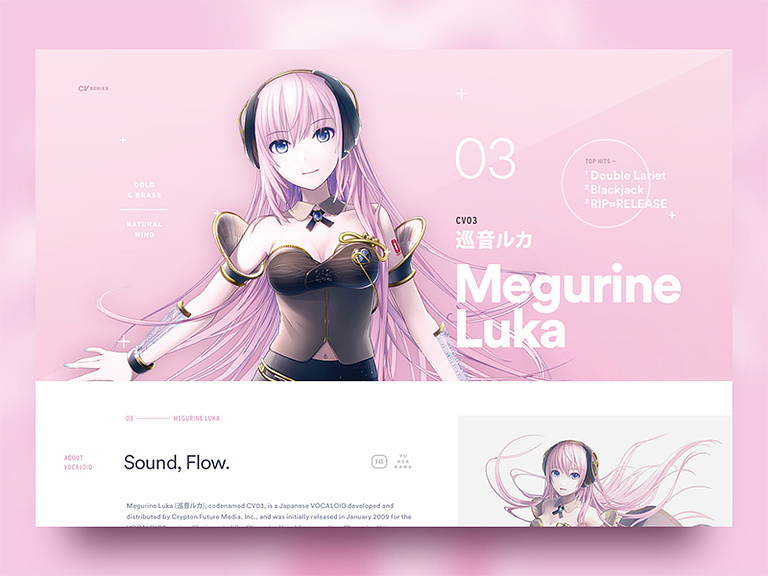 CV SERIES
GOLD
& BRASS
NATURAL
WIND
03
TOP HITS –
1 Double Lariet
2 Blackjack
3 RIP=RELEASE
CV03
巡音ルカ
Megurine
Luka
03 MEGURINE LUKA
ABOUT
VOCALOID
Sound, Flow.
YU
ASA
KAWA
Megurine Luka (巡音ルカ), codenamed CV03, is a Japanese VOCALOID developed and
distributed by Crypton Future Media, Inc., and was initially released in January 2009 for the